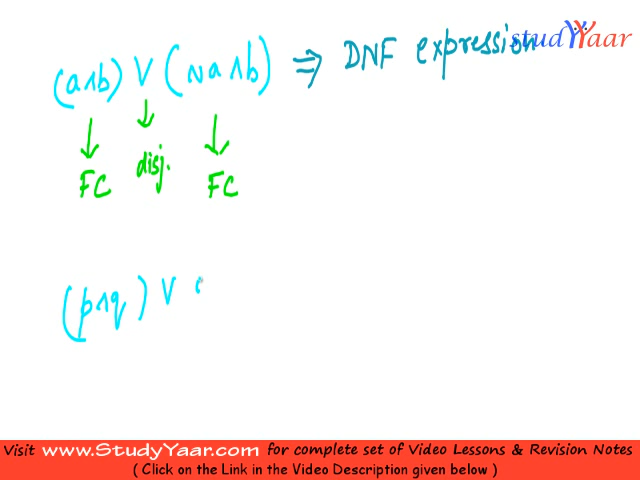 (a∧b) V (~a∧b) ⇒ DNF expression
studYYaar
↓ ↓ ↓
FC disj. FC
(p∧q) V
Visit www.StudyYaar.com for complete set of Video Lessons & Revision Notes
( Click on the Link in the Video Description given below )